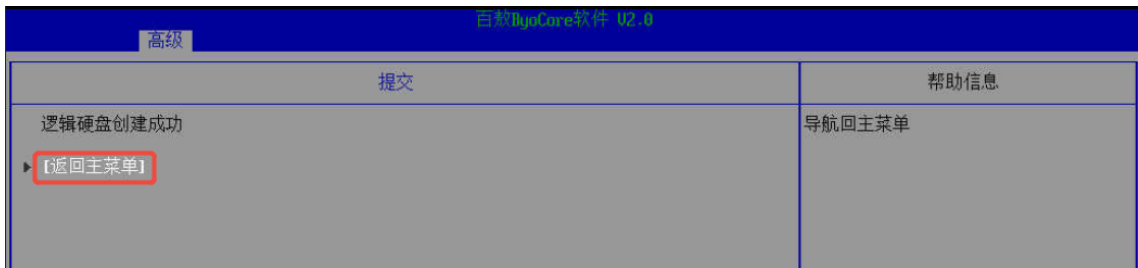 百敖ByoCore软件 V2.0
高级
提交
帮助信息
逻辑硬盘创建成功
导航回主菜单
[返回主菜单]